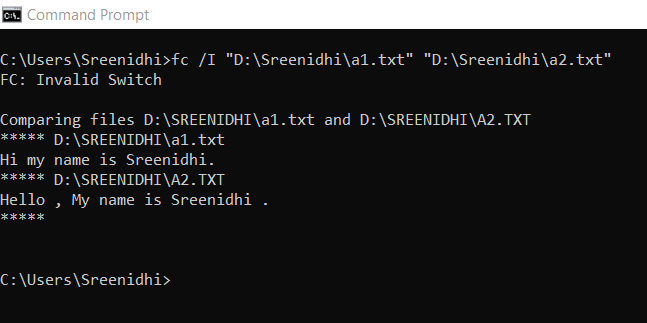 Command Prompt
C:\Users\Sreenidhi>fc /I "D:\Sreenidhi\a1.txt" "D:\Sreenidhi\a2.txt"
FC: Invalid Switch
Comparing files D:\SREENIDHI\a1.txt and D:\SREENIDHI\A2.TXT
***** D:\SREENIDHI\a1.txt
Hi my name is Sreenidhi.
***** D:\SREENIDHI\A2.TXT
Hello , My name is Sreenidhi .
*****
C:\Users\Sreenidhi>